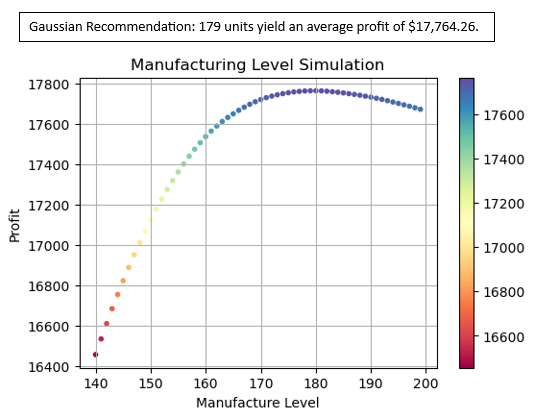 Gaussian Recommendation: 179 units yield an average profit of $17,764.26.
Manufacturing Level Simulation
17800
17600
17400
17200
17000
16800
16600
16400
Profit
140 150 160 170 180 190 200
Manufacture Level
17600
17400
17200
17000
16800
16600